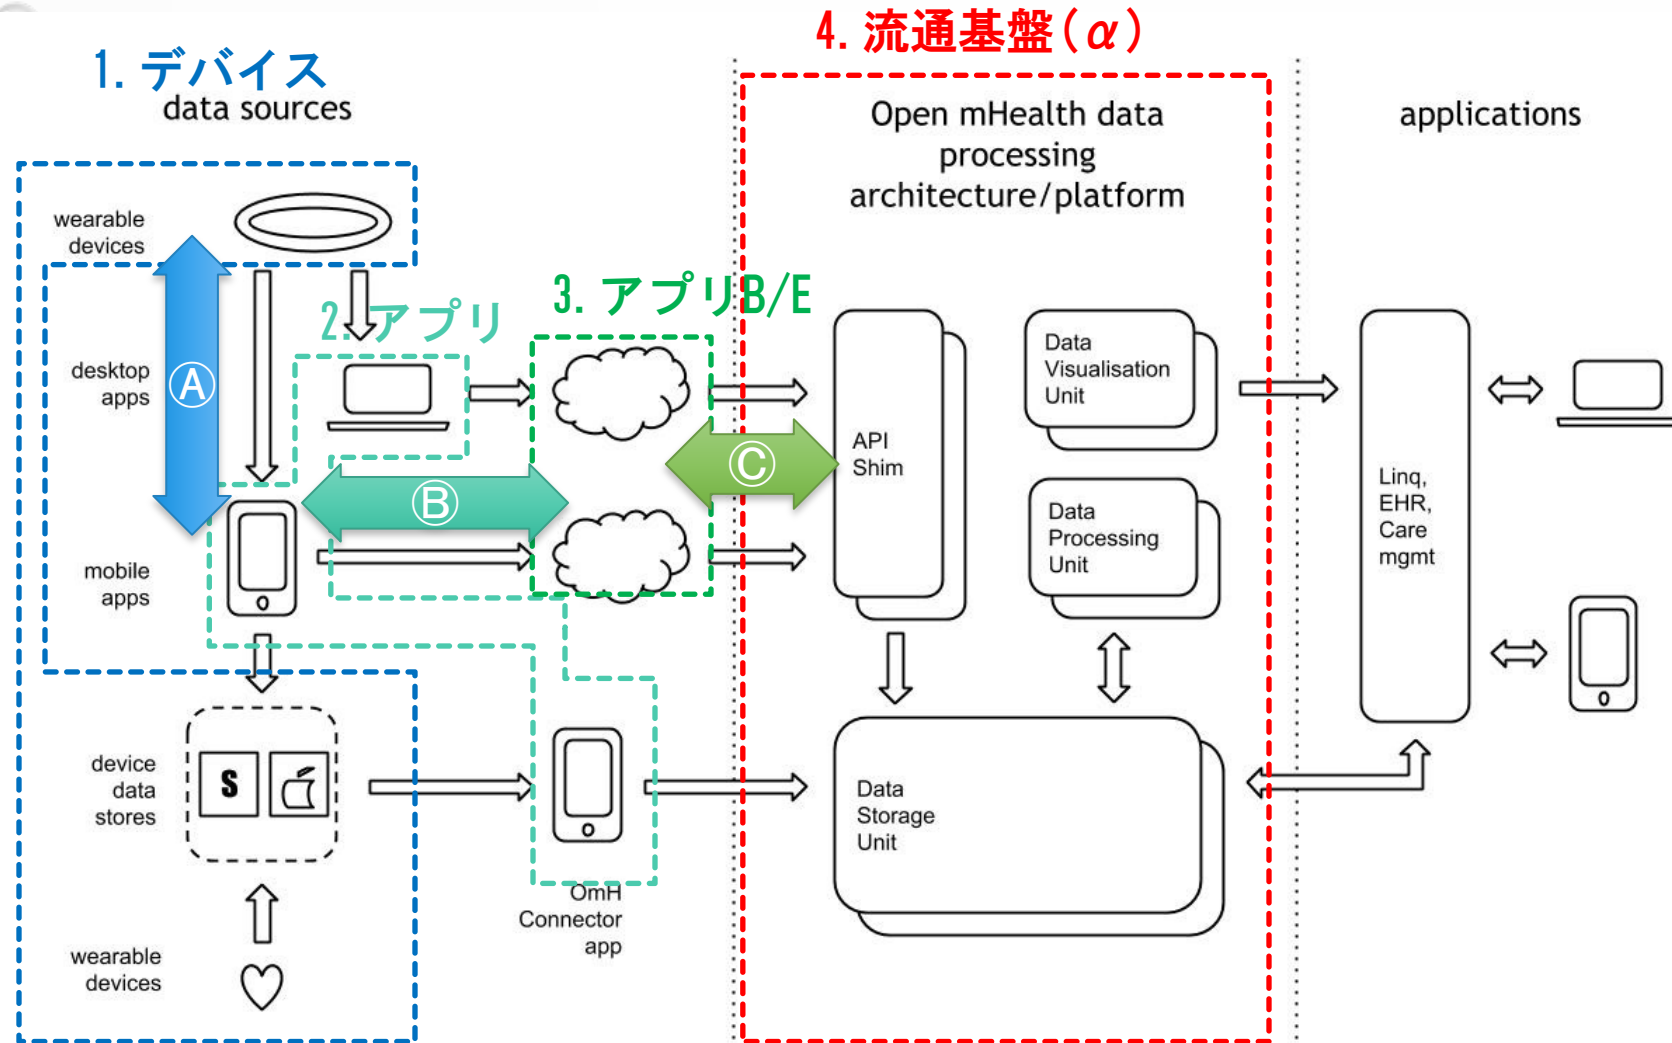 4. 流通基盤(α)
1. デバイス
data sources
Open mHealth data
processing
architecture/platform
applications
wearable
devices
2. アプリ
3. アプリB/E
desktop
apps
Ⓐ
Ⓑ
Ⓒ
mobile
apps
API
Shim
Data
Visualisation
Unit
Data
Processing
Unit
Linq,
EHR,
Care
mgmt
device
data
stores
S
OmH
Connector
app
Data
Storage
Unit
wearable
devices